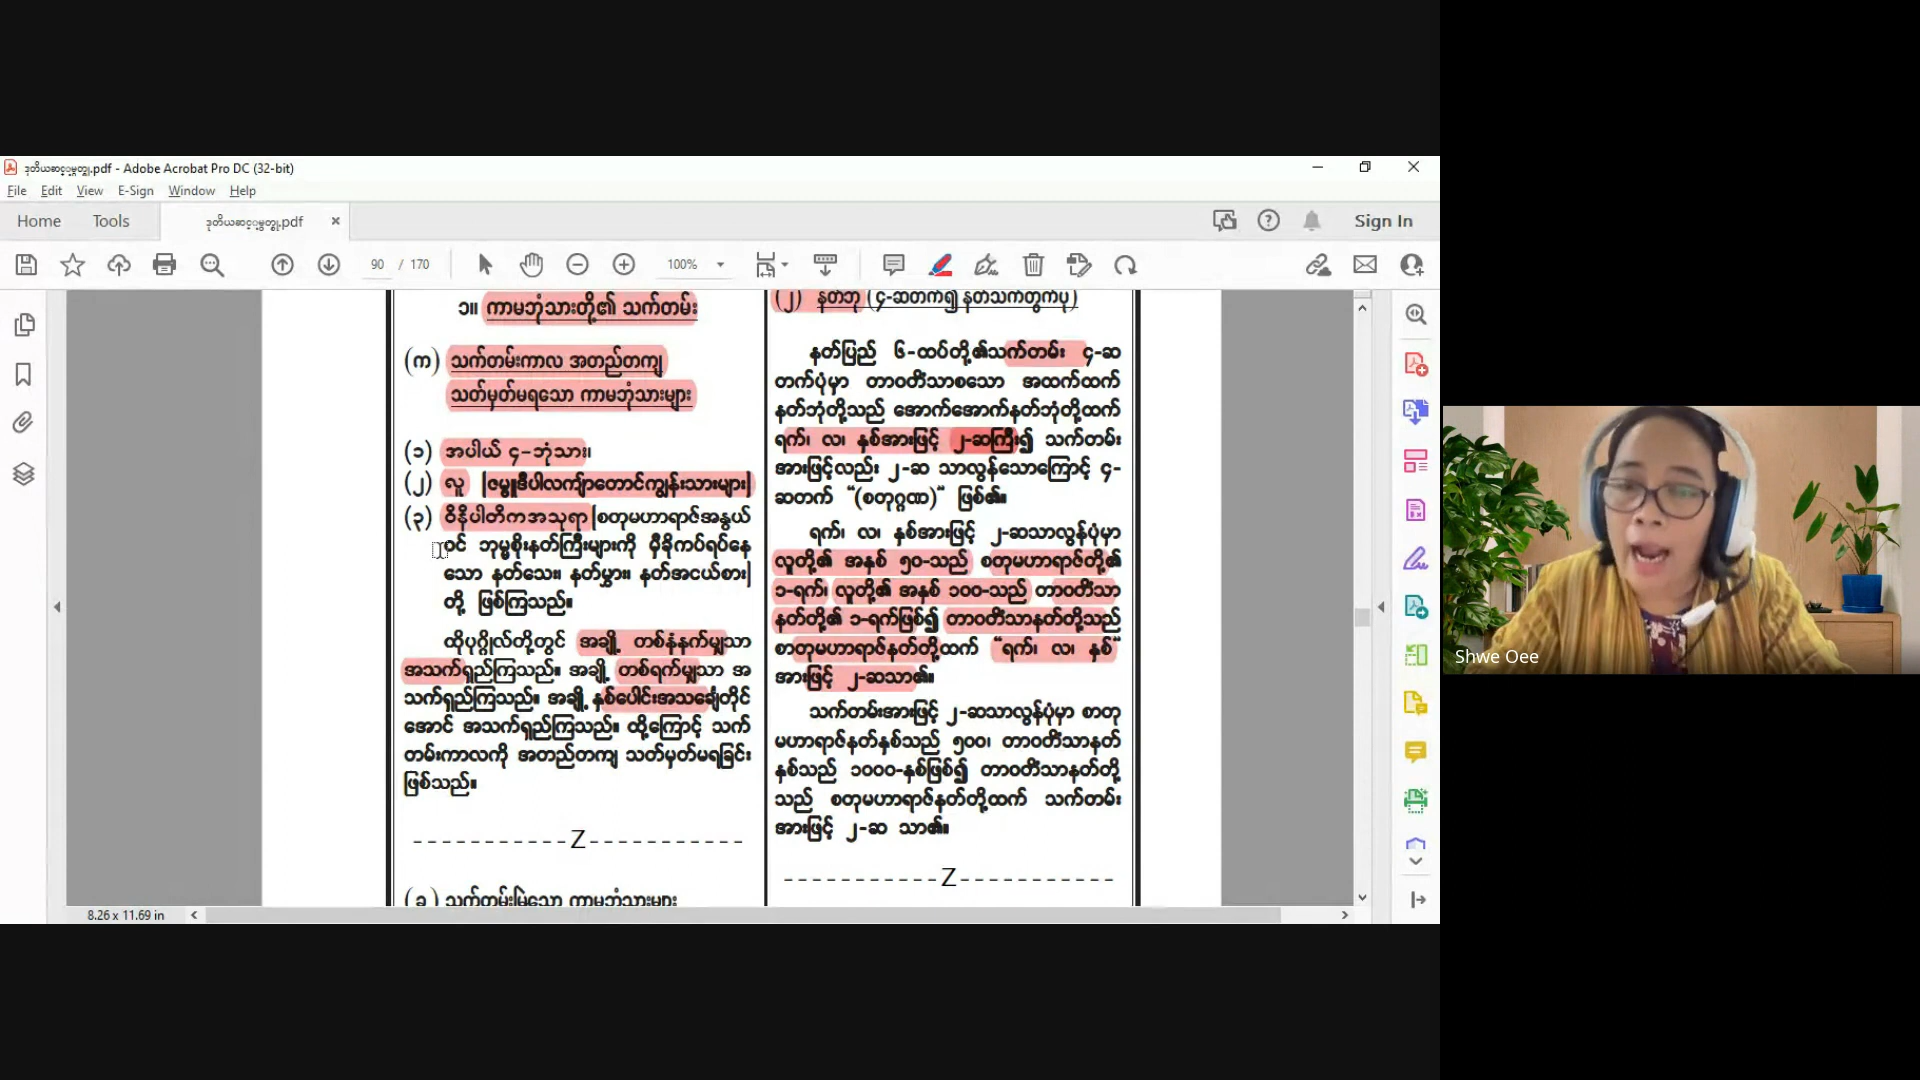 ဒုတိယဆင့်မှတ်စု.pdf - Adobe Acrobat Pro DC (32-bit)
File Edit View E-Sign Window Help
Home Tools ဒုတိယဆင့်မှတ်စု.pdf × Sign In
90 / 170 100%
၁။ ကာမဘုံသားတို့၏ သက်တမ်း
(က) သက်တမ်းကာလ အတည်တကျ
သတ်မှတ်မရသော ကာမဘုံသားများ
(၁) အပါယ် ၄-ဘုံသား၊
(၂) လူ [ဇမ္ဗူဒီပါလက်ျာတောင်ကျွန်းသားများ]
(၃) ဝိနိပါတိကအသုရာ [စတုမဟာရာဇ်အနွယ်
ဝင် ဘုမ္မစိုးနတ်ကြီးများကို မှီခိုကပ်ရပ်နေ
သော နတ်သေး။ နတ်မွှား။ နတ်အငယ်စား]
တို့ ဖြစ်ကြသည်။
ထိုပုဂ္ဂိုလ်တို့တွင် အချို့ တစ်နံနက်မျှသာ
အသက်ရှည်ကြသည်။ အချို့ တစ်ရက်မျှသာ အ
သက်ရှည်ကြသည်။ အချို့ နှစ်ပေါင်းအသင်္ချေတိုင်
အောင် အသက်ရှည်ကြသည်။ ထို့ကြောင့် သက်
တမ်းကာလကို အတည်တကျ သတ်မှတ်မရခြင်း
ဖြစ်သည်။
-----------Z-----------
(ခ) သက်တမ်းမြဲသော ကာမဘုံသားများ
(၂) နတ်ဘုံ (၄-ဆတက်၍ နတ်သက်တွက်ပုံ)
နတ်ပြည် ၆-ထပ်တို့၏သက်တမ်း ၄-ဆ
တက်ပုံမှာ တာဝတိံသာစသော အထက်ထက်
နတ်ဘုံတို့သည် အောက်အောက်နတ်ဘုံတို့ထက်
ရက်၊ လ၊ နှစ်အားဖြင့် ၂-ဆကြီး၍ သက်တမ်း
အားဖြင့်လည်း ၂-ဆ သာလွန်သောကြောင့် ၄-
ဆတက် “(စတုဂ္ဂုဏ)“ ဖြစ်၏။
ရက်၊ လ၊ နှစ်အားဖြင့် ၂-ဆသာလွန်ပုံမှာ
လူတို့၏ အနှစ် ၅၀-သည် စတုမဟာရာဇ်တို့၏
၁-ရက်၊ လူတို့၏ အနှစ် ၁၀၀-သည် တာဝတိံသာ
နတ်တို့၏ ၁-ရက်ဖြစ်၍ တာဝတိံသာနတ်တို့သည်
စာတုမဟာရာဇ်နတ်တို့ထက် “ရက်၊ လ၊ နှစ်“
အားဖြင့် ၂-ဆသာ၏။
သက်တမ်းအားဖြင့် ၂-ဆသာလွန်ပုံမှာ စာတု
မဟာရာဇ်နတ်နှစ်သည် ၅၀၀၊ တာဝတိံသာနတ်
နှစ်သည် ၁၀၀၀-နှစ်ဖြစ်၍ တာဝတိံသာနတ်တို့
သည် စတုမဟာရာဇ်နတ်တို့ထက် သက်တမ်း
အားဖြင့် ၂-ဆ သာ၏။
-----------Z-----------
8.26 x 11.69 in
Shwe Oee